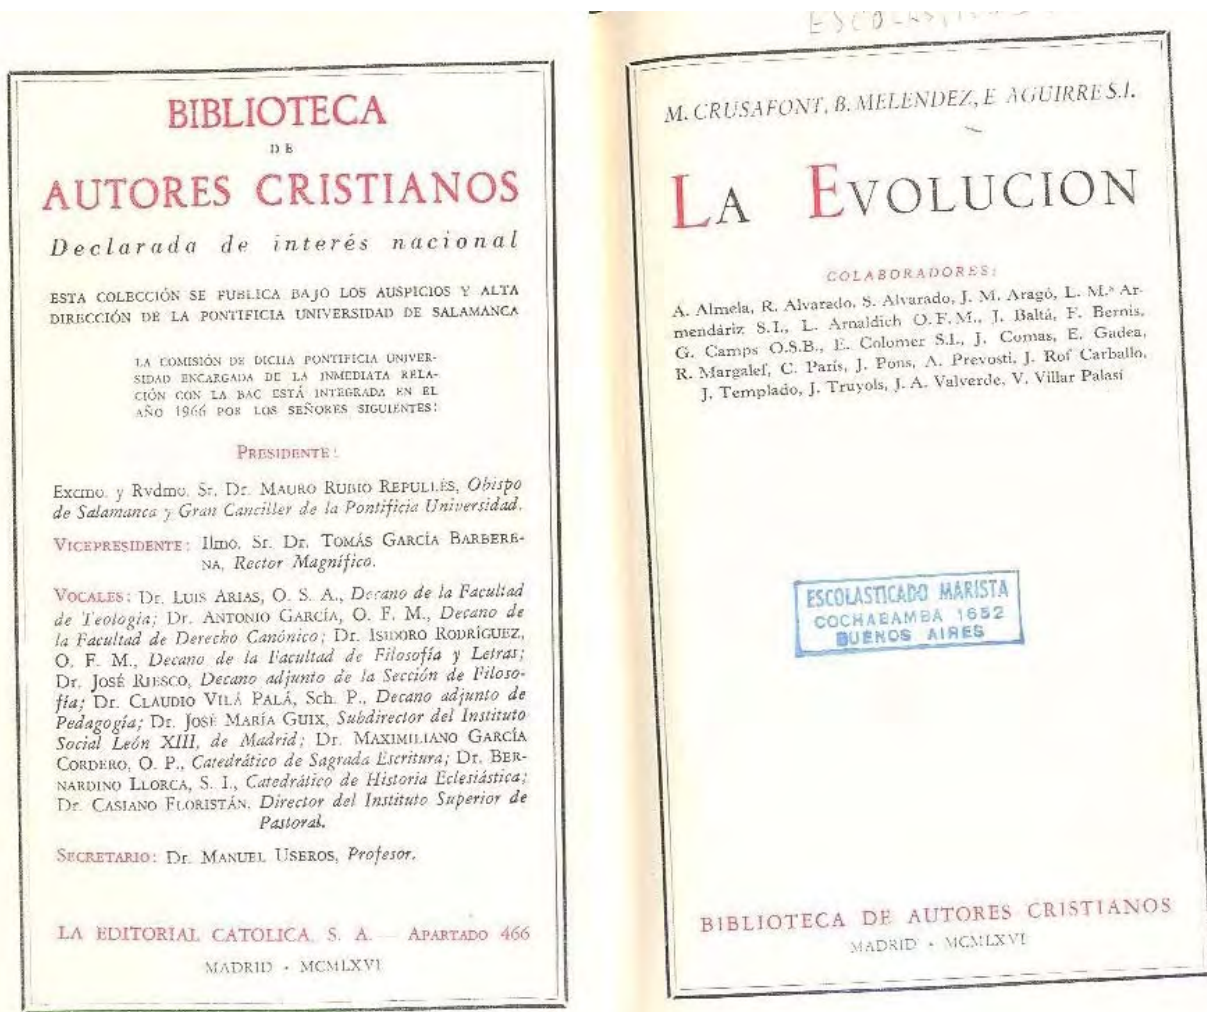 BIBLIOTECA
DE
AUTORES CRISTIANOS
Declarada de interés nacional
ESTA COLECCIÓN SE PUBLICA BAJO LOS AUSPICIOS Y ALTA
DIRECCIÓN DE LA PONTIFICIA UNIVERSIDAD DE SALAMANCA
LA COMISIÓN DE DICHA PONTIFICIA UNIVER-
SIDAD ENCARGADA DE LA INMEDIATA RELA-
CIÓN CON LA BAC ESTÁ INTEGRADA EN EL
AÑO 1966 POR LOS SEÑORES SIGUIENTES:
PRESIDENTE:
Excmo. y Rvdmo. Sr. Dr. MAURO RUBIO REPULLÉS, Obispo
de Salamanca y Gran Canciller de la Pontificia Universidad.
VICEPRESIDENTE: Ilmo. Sr. Dr. TOMÁS GARCÍA BARBERE-
NA, Rector Magnífico.
VOCALES: Dr. LUIS ARIAS, O. S. A., Decano de la Facultad
de Teología; Dr. ANTONIO GARCÍA, O. F. M., Decano de
la Facultad de Derecho Canónico; Dr. ISIDORO RODRÍGUEZ,
O. F. M., Decano de la Facultad de Filosofía y Letras;
Dr. JOSÉ RIESCO, Decano adjunto de la Sección de Filoso-
fía; Dr. CLAUDIO VILÁ PALÁ, Sch. P., Decano adjunto de
Pedagogía; Dr. JOSÉ MARÍA GUIX, Subdirector del Instituto
Social León XIII, de Madrid; Dr. MAXIMILIANO GARCÍA
CORDERO, O. P., Catedrático de Sagrada Escritura; Dr. BER-
NARDINO LLORCA, S. I., Catedrático de Historia Eclesiástica;
Dr. CASIANO FLORISTÁN, Director del Instituto Superior de
Pastoral.
SECRETARIO: Dr. MANUEL USEROS, Profesor.
LA EDITORIAL CATOLICA, S. A. — APARTADO 466
MADRID · MCMLXVI
M. CRUSAFONT, B. MELENDEZ, E. AGUIRRE S.I.
LA EVOLUCION
COLABORADORES:
A. Almela, R. Alvarado, S. Alvarado, J. M. Aragó, L. M.ª Ar-
mendáriz S.I., L. Arnaldich O.F.M., J. Baltá, F. Bernis,
G. Camps O.S.B., E. Colomer S.I., J. Comas, E. Gadea,
R. Margalef, C. París, J. Pons, A. Prevosti, J. Rof Carballo,
J. Templado, J. Truyols, J. A. Valverde, V. Villar Palasí
ESCOLASTICADO MARISTA
COCHABAMBA 1652
BUENOS AIRES
BIBLIOTECA DE AUTORES CRISTIANOS
MADRID · MCMLXVI